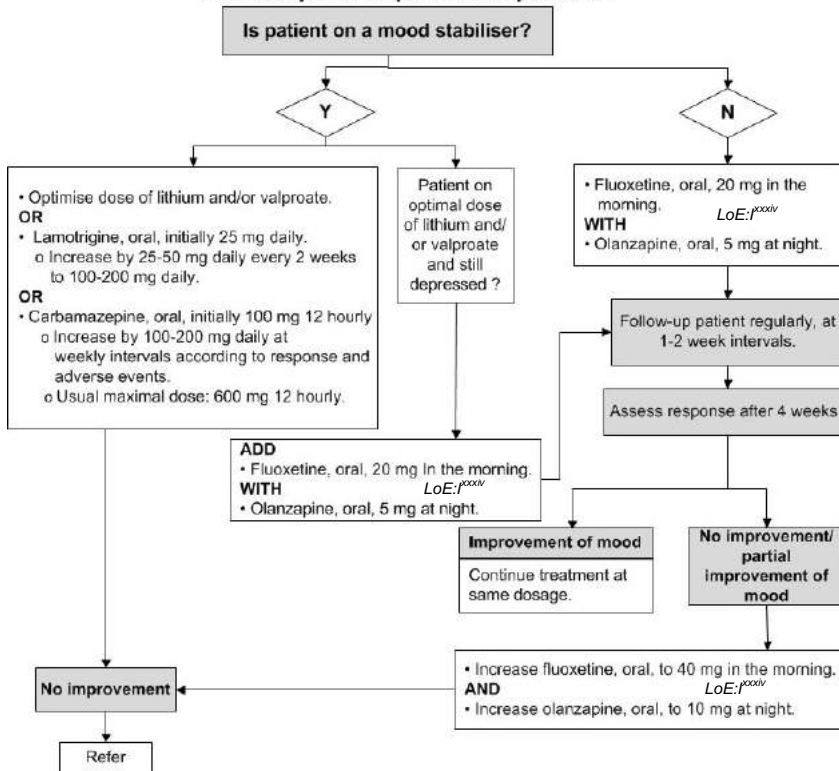 Is patient on a mood stabiliser?
Y
N
• Optimise dose of lithium and/or valproate.
OR
• Lamotrigine, oral, initially 25 mg daily.
o Increase by 25-50 mg daily every 2 weeks
to 100-200 mg daily.
OR
• Carbamazepine, oral, initially 100 mg 12 hourly
o Increase by 100-200 mg daily at
weekly intervals according to response and
adverse events.
o Usual maximal dose: 600 mg 12 hourly.
Patient on
optimal dose
of lithium and/
or valproate
and still
depressed ?
• Fluoxetine, oral, 20 mg in the
morning. LoE:I^xxxiv
WITH
• Olanzapine, oral, 5 mg at night.
Follow-up patient regularly, at
1-2 week intervals.
Assess response after 4 weeks
ADD
• Fluoxetine, oral, 20 mg In the morning.
WITH LoE:I^xxxiv
• Olanzapine, oral, 5 mg at night.
Improvement of mood
Continue treatment at
same dosage.
No improvement/
partial
improvement of
mood
• Increase fluoxetine, oral, to 40 mg in the morning.
AND LoE:I^xxxiv
• Increase olanzapine, oral, to 10 mg at night.
No improvement
Refer